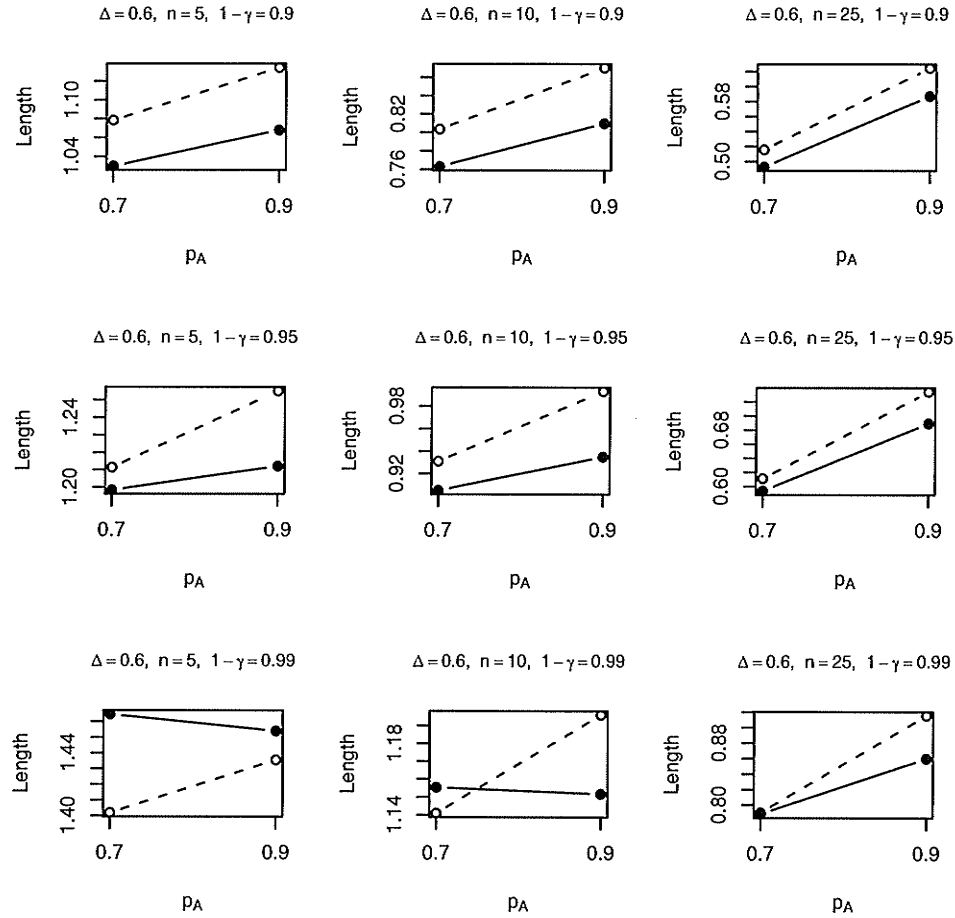 Δ=0.6, n=5, 1−γ=0.9
Length
1.04 1.10
0.7 0.9
pA
Δ=0.6, n=10, 1−γ=0.9
Length
0.76 0.82
0.7 0.9
pA
Δ=0.6, n=25, 1−γ=0.9
Length
0.50 0.58
0.7 0.9
pA
Δ=0.6, n=5, 1−γ=0.95
Length
1.20 1.24
0.7 0.9
pA
Δ=0.6, n=10, 1−γ=0.95
Length
0.92 0.98
0.7 0.9
pA
Δ=0.6, n=25, 1−γ=0.95
Length
0.60 0.68
0.7 0.9
pA
Δ=0.6, n=5, 1−γ=0.99
Length
1.40 1.44
0.7 0.9
pA
Δ=0.6, n=10, 1−γ=0.99
Length
1.14 1.18
0.7 0.9
pA
Δ=0.6, n=25, 1−γ=0.99
Length
0.80 0.88
0.7 0.9
pA